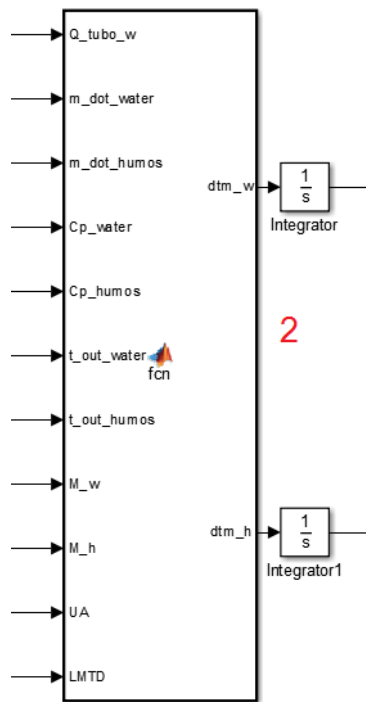 Q_tubo_w
m_dot_water
m_dot_humos
dtm_w
1
s
Integrator
Cp_water
Cp_humos
2
t_out_water
fcn
t_out_humos
M_w
M_h
dtm_h
1
s
Integrator1
UA
LMTD